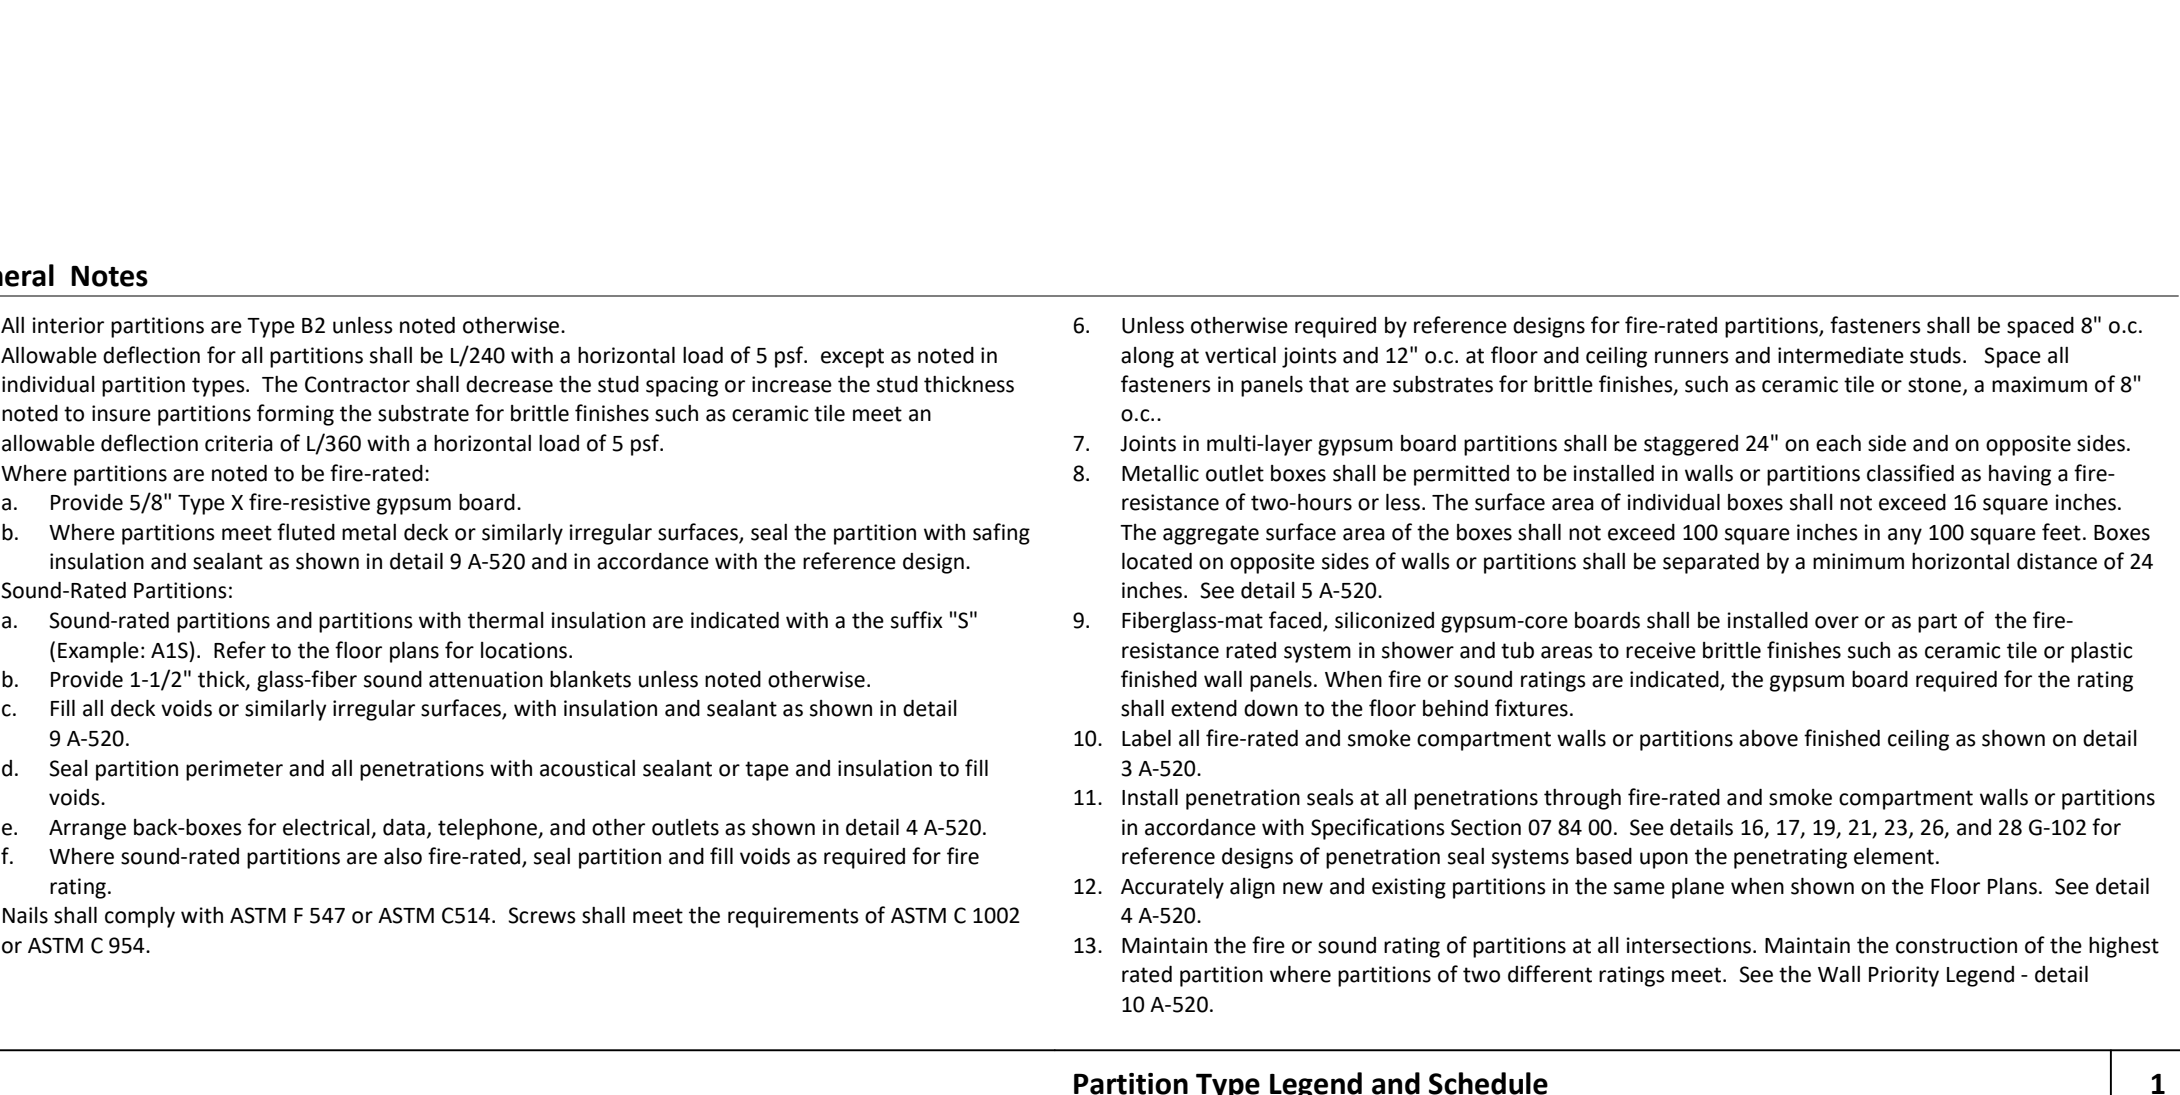 neral Notes
All interior partitions are Type B2 unless noted otherwise.
Allowable deflection for all partitions shall be L/240 with a horizontal load of 5 psf. except as noted in
individual partition types. The Contractor shall decrease the stud spacing or increase the stud thickness
noted to insure partitions forming the substrate for brittle finishes such as ceramic tile meet an
allowable deflection criteria of L/360 with a horizontal load of 5 psf.
Where partitions are noted to be fire-rated:
a. Provide 5/8" Type X fire-resistive gypsum board.
b. Where partitions meet fluted metal deck or similarly irregular surfaces, seal the partition with safing
insulation and sealant as shown in detail 9 A-520 and in accordance with the reference design.
Sound-Rated Partitions:
a. Sound-rated partitions and partitions with thermal insulation are indicated with a the suffix "S"
(Example: A1S). Refer to the floor plans for locations.
b. Provide 1-1/2" thick, glass-fiber sound attenuation blankets unless noted otherwise.
c. Fill all deck voids or similarly irregular surfaces, with insulation and sealant as shown in detail
9 A-520.
d. Seal partition perimeter and all penetrations with acoustical sealant or tape and insulation to fill
voids.
e. Arrange back-boxes for electrical, data, telephone, and other outlets as shown in detail 4 A-520.
f. Where sound-rated partitions are also fire-rated, seal partition and fill voids as required for fire
rating.
Nails shall comply with ASTM F 547 or ASTM C514. Screws shall meet the requirements of ASTM C 1002
or ASTM C 954.
6. Unless otherwise required by reference designs for fire-rated partitions, fasteners shall be spaced 8" o.c.
along at vertical joints and 12" o.c. at floor and ceiling runners and intermediate studs. Space all
fasteners in panels that are substrates for brittle finishes, such as ceramic tile or stone, a maximum of 8"
o.c..
7. Joints in multi-layer gypsum board partitions shall be staggered 24" on each side and on opposite sides.
8. Metallic outlet boxes shall be permitted to be installed in walls or partitions classified as having a fire-
resistance of two-hours or less. The surface area of individual boxes shall not exceed 16 square inches.
The aggregate surface area of the boxes shall not exceed 100 square inches in any 100 square feet. Boxes
located on opposite sides of walls or partitions shall be separated by a minimum horizontal distance of 24
inches. See detail 5 A-520.
9. Fiberglass-mat faced, siliconized gypsum-core boards shall be installed over or as part of the fire-
resistance rated system in shower and tub areas to receive brittle finishes such as ceramic tile or plastic
finished wall panels. When fire or sound ratings are indicated, the gypsum board required for the rating
shall extend down to the floor behind fixtures.
10. Label all fire-rated and smoke compartment walls or partitions above finished ceiling as shown on detail
3 A-520.
11. Install penetration seals at all penetrations through fire-rated and smoke compartment walls or partitions
in accordance with Specifications Section 07 84 00. See details 16, 17, 19, 21, 23, 26, and 28 G-102 for
reference designs of penetration seal systems based upon the penetrating element.
12. Accurately align new and existing partitions in the same plane when shown on the Floor Plans. See detail
4 A-520.
13. Maintain the fire or sound rating of partitions at all intersections. Maintain the construction of the highest
rated partition where partitions of two different ratings meet. See the Wall Priority Legend - detail
10 A-520.
Partition Type Legend and Schedule
1